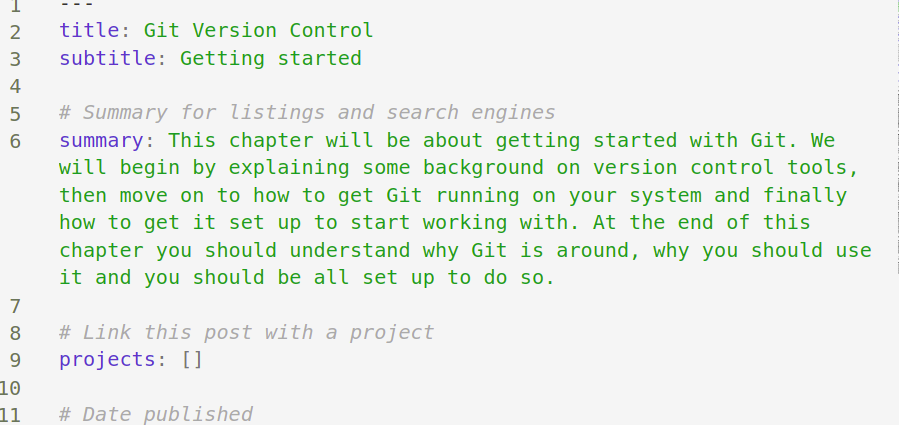 1 ---
2 title: Git Version Control
3 subtitle: Getting started
4
5 # Summary for listings and search engines
6 summary: This chapter will be about getting started with Git. We
will begin by explaining some background on version control tools,
then move on to how to get Git running on your system and finally
how to get it set up to start working with. At the end of this
chapter you should understand why Git is around, why you should use
it and you should be all set up to do so.
7
8 # Link this post with a project
9 projects: []
10
11 # Date published